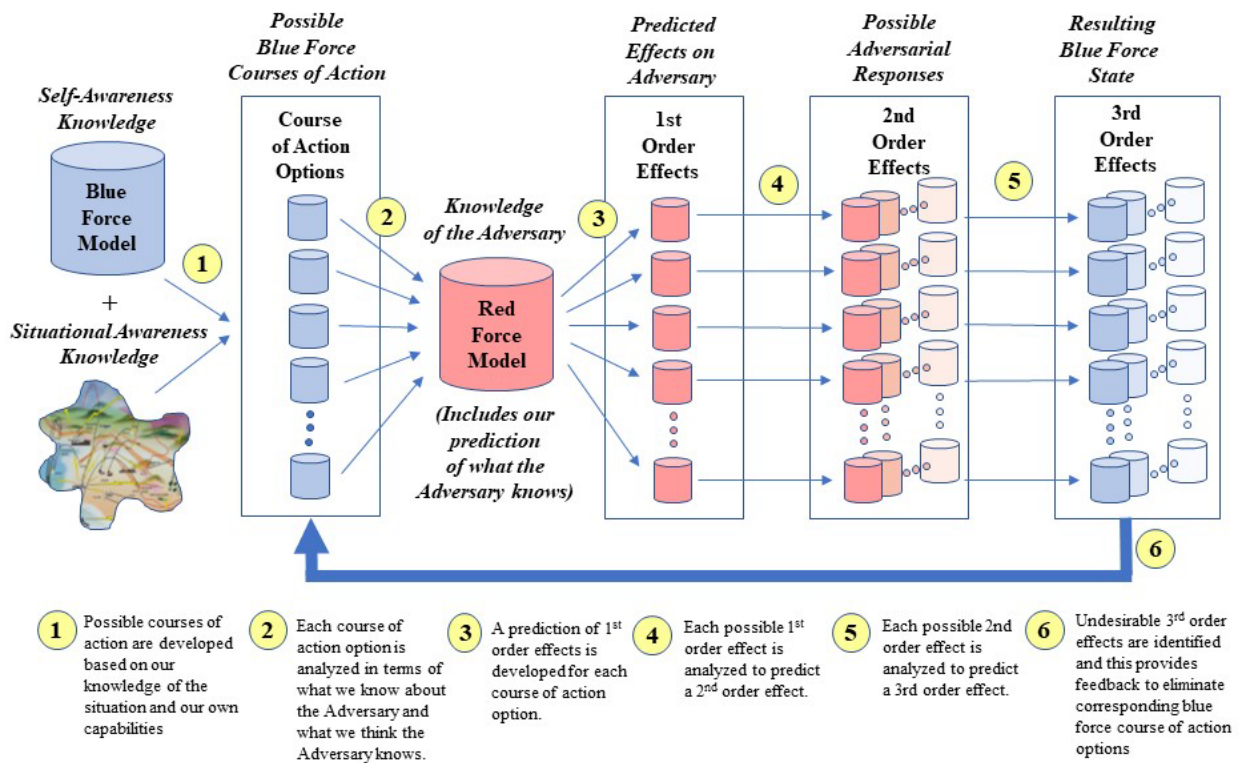 Possible
Blue Force
Courses of Action
Predicted
Effects on
Adversary
Possible
Adversarial
Responses
Resulting
Blue Force
State
Self-Awareness
Knowledge
Blue
Force
Model
1
+
Situational Awareness
Knowledge
Course
of Action
Options
2
Knowledge
of the Adversary
Red
Force
Model
(Includes our
prediction
of what the
Adversary knows)
3
1st
Order
Effects
4
2nd
Order
Effects
5
3rd
Order
Effects
6
1
Possible courses of
action are developed
based on our
knowledge of the
situation and our own
capabilities
2
Each course of
action option is
analyzed in terms of
what we know about
the Adversary and
what we think the
Adversary knows.
3
A prediction of 1st
order effects is
developed for each
course of action
option.
4
Each possible 1st
order effect is
analyzed to predict
a 2nd order effect.
5
Each possible 2nd
order effect is
analyzed to predict
a 3rd order effect.
6
Undesirable 3rd order
effects are identified
and this provides
feedback to eliminate
corresponding blue
force course of action
options